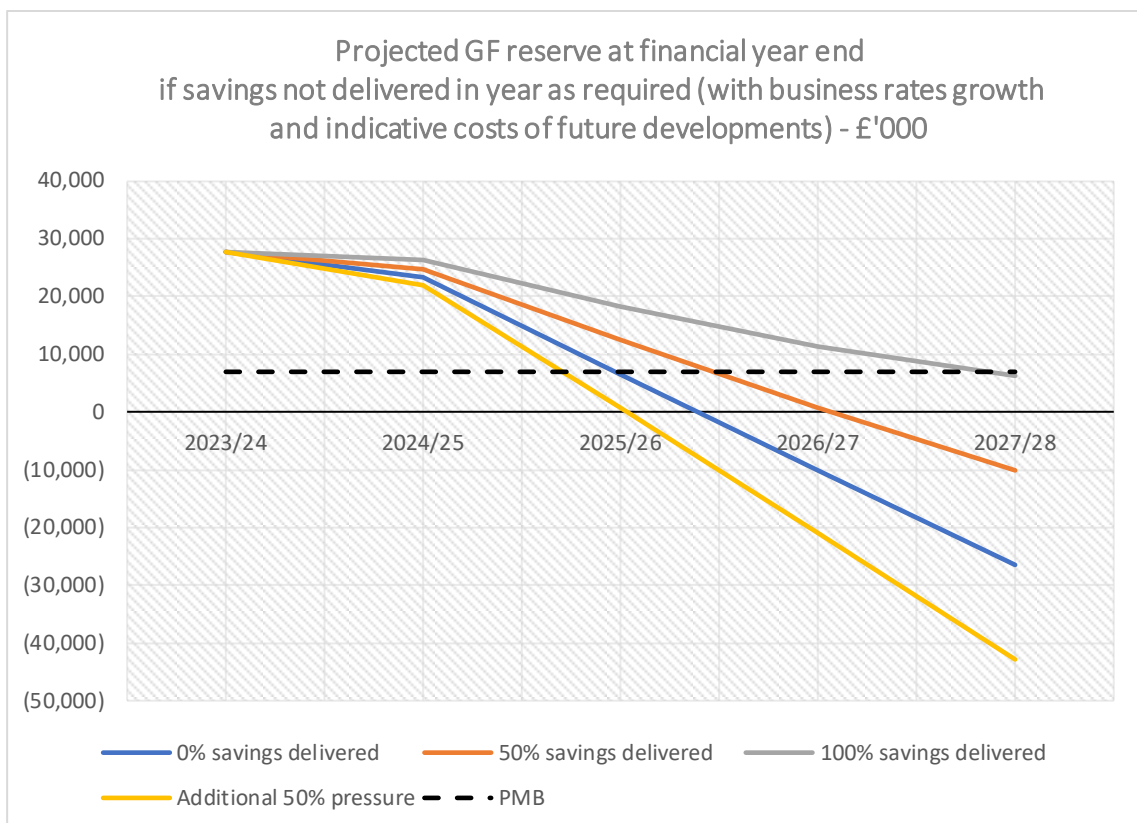 Projected GF reserve at financial year end
if savings not delivered in year as required (with business rates growth
and indicative costs of future developments) - £'000
40,000
30,000
20,000
10,000
0
2023/24 2024/25 2025/26 2026/27 2027/28
(10,000)
(20,000)
(30,000)
(40,000)
(50,000)
0% savings delivered 50% savings delivered 100% savings delivered
Additional 50% pressure PMB